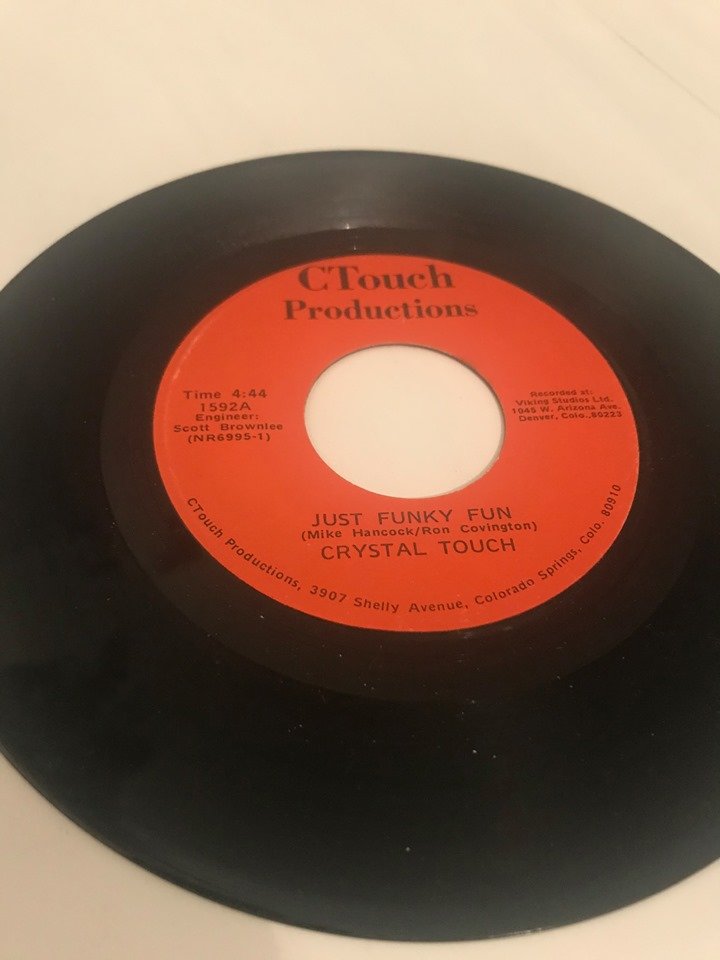 CTouch
Productions
Time 4:44
1592A
Engineer:
Scott Brownlee
(NR6995-1)
Recorded at:
Viking Studios Ltd.
1045 W. Arizona Ave.
Denver, Colo.,80223
JUST FUNKY FUN
(Mike Hancock/Ron Covington)
CRYSTAL TOUCH
CTouch Productions, 3907 Shelly Avenue, Colorado Springs, Colo. 80910